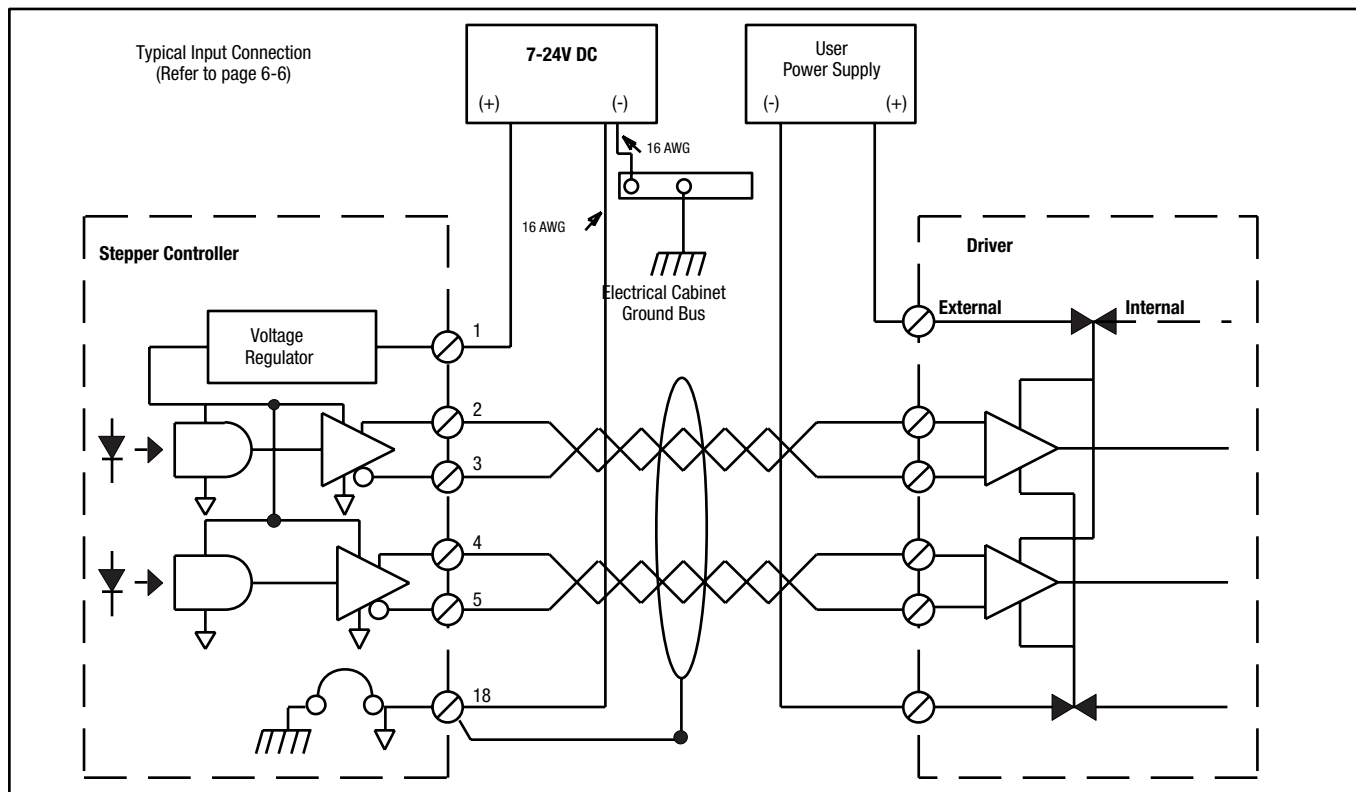 Typical Input Connection
(Refer to page 6-6)
7-24V DC
(+)
(-)
User
Power Supply
(-)
(+)
16 AWG
16 AWG
Electrical Cabinet
Ground Bus
Stepper Controller
Voltage
Regulator
1
2
3
4
5
18
Driver
External
Internal